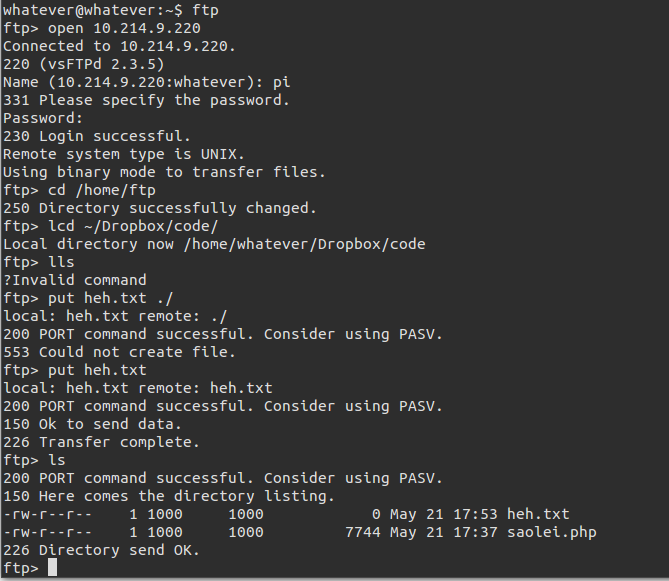 whatever@whatever:~$ ftp
ftp> open 10.214.9.220
Connected to 10.214.9.220.
220 (vsFTPd 2.3.5)
Name (10.214.9.220:whatever): pi
331 Please specify the password.
Password:
230 Login successful.
Remote system type is UNIX.
Using binary mode to transfer files.
ftp> cd /home/ftp
250 Directory successfully changed.
ftp> lcd ~/Dropbox/code/
Local directory now /home/whatever/Dropbox/code
ftp> lls
?Invalid command
ftp> put heh.txt ./
local: heh.txt remote: ./
200 PORT command successful. Consider using PASV.
553 Could not create file.
ftp> put heh.txt
local: heh.txt remote: heh.txt
200 PORT command successful. Consider using PASV.
150 Ok to send data.
226 Transfer complete.
ftp> ls
200 PORT command successful. Consider using PASV.
150 Here comes the directory listing.
-rw-r--r--    1 1000     1000            0 May 21 17:53 heh.txt
-rw-r--r--    1 1000     1000         7744 May 21 17:37 saolei.php
226 Directory send OK.
ftp>